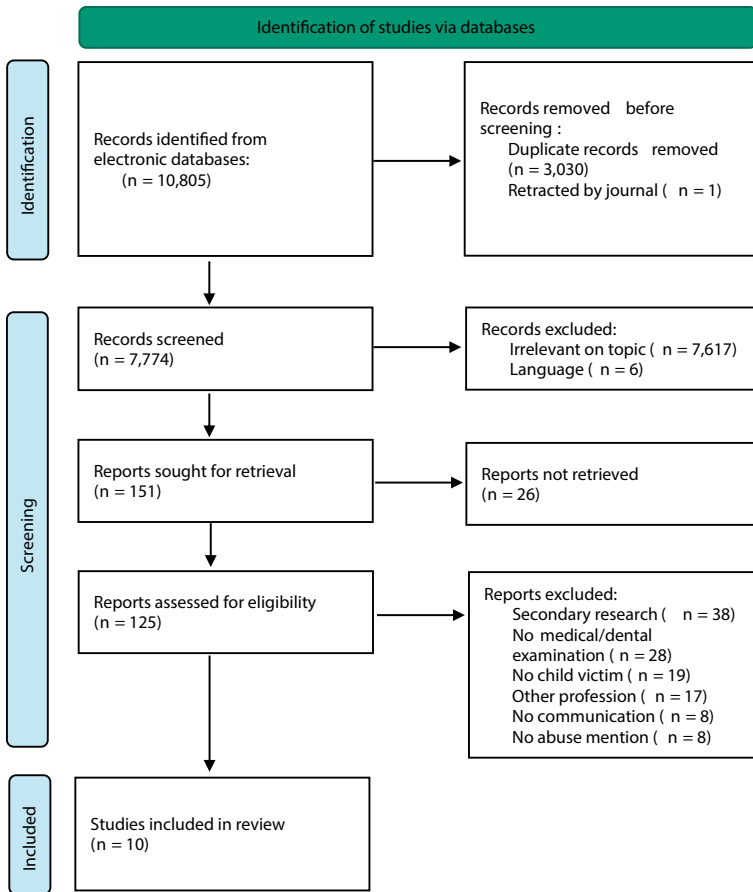 Identification of studies via databases
Identification
Records identified from
electronic databases:
(n = 10,805)
Records removed before
screening :
Duplicate records removed
(n = 3,030)
Retracted by journal ( n = 1)
Screening
Records screened
(n = 7,774)
Records excluded:
Irrelevant on topic ( n = 7,617)
Language ( n = 6)
Reports sought for retrieval
(n = 151)
Reports not retrieved
(n = 26)
Reports assessed for eligibility
(n = 125)
Reports excluded:
Secondary research ( n = 38)
No medical/dental
examination ( n = 28)
No child victim ( n = 19)
Other profession ( n = 17)
No communication ( n = 8)
No abuse mention ( n = 8)
Included
Studies included in review
(n = 10)